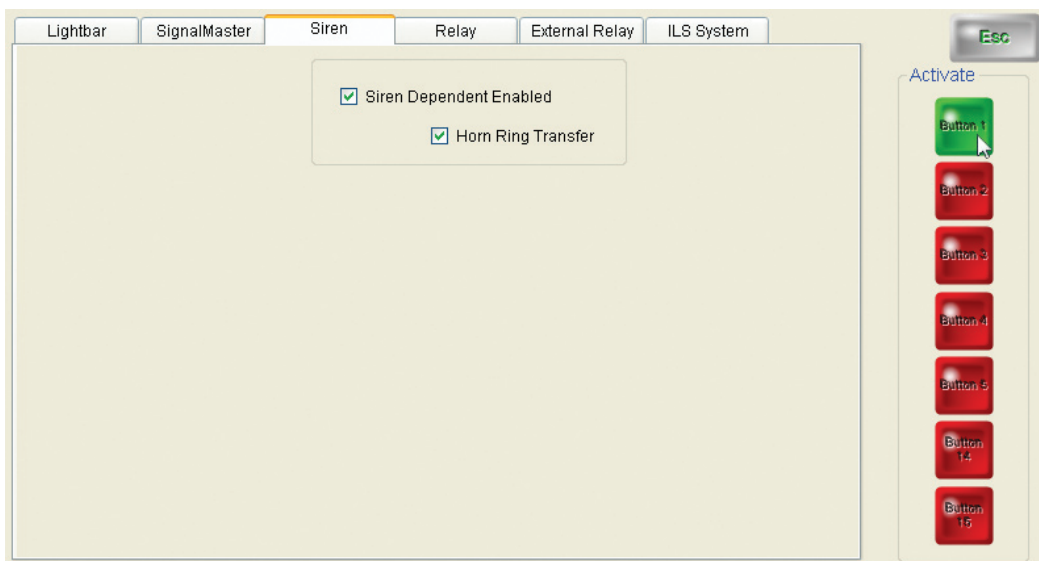 Lightbar SignalMaster Siren Relay External Relay ILS System
Esc
Siren Dependent Enabled
Horn Ring Transfer
Activate
Button 1
Button 2
Button 3
Button 4
Button 5
Button
14
Button
15